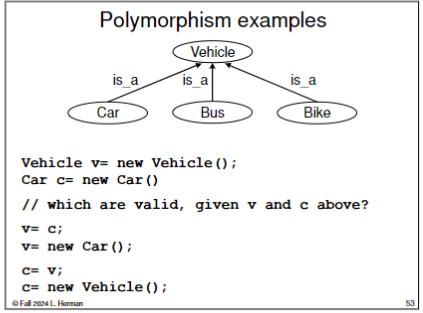 Polymorphism examples
Vehicle
is_a is_a is_a
Car Bus Bike
Vehicle v= new Vehicle();
Car c= new Car()
// which are valid, given v and c above?
v= c;
v= new Car();
c= v;
c= new Vehicle();
© Fall 2024 L. Herman 53